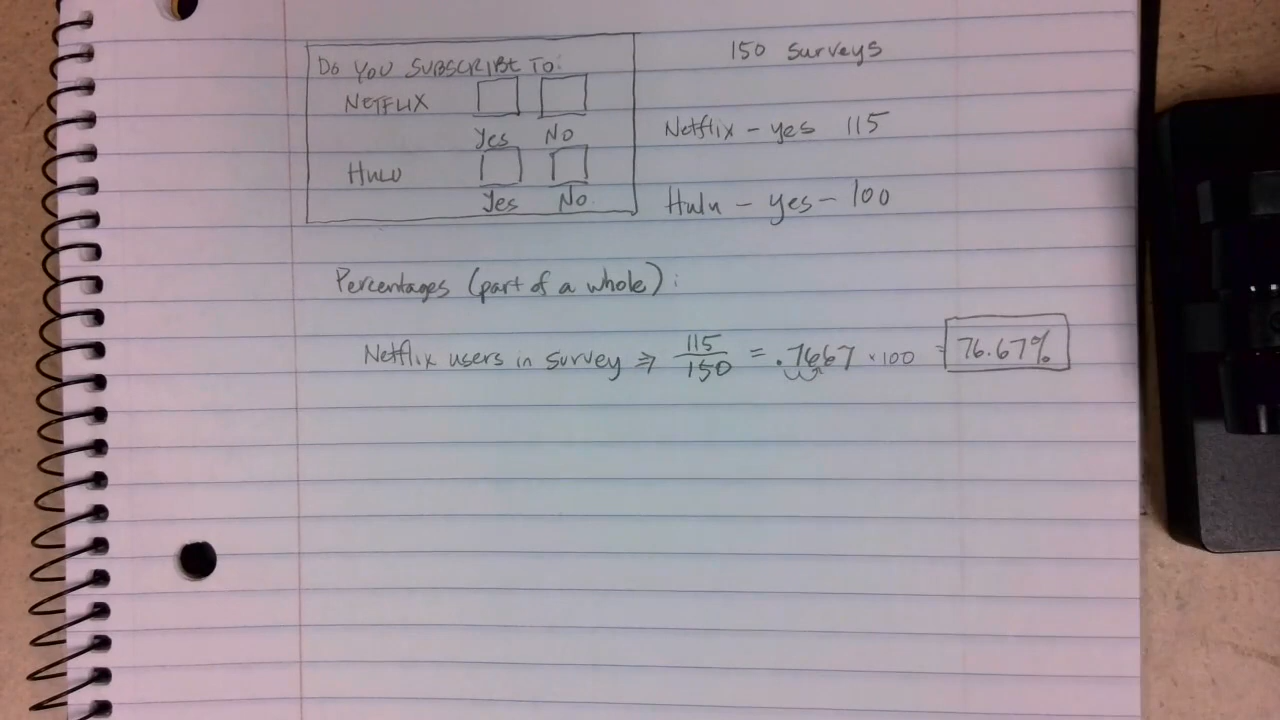 DO YOU SUBSCRIBE TO:
NETFLIX
Yes No
HULU
Yes No
150 surveys
Netflix - yes 115
Hulu - yes - 100
Percentages (part of a whole):
Netflix users in survey ⇒ 115/150 = .7667 · 100 = 76.67%